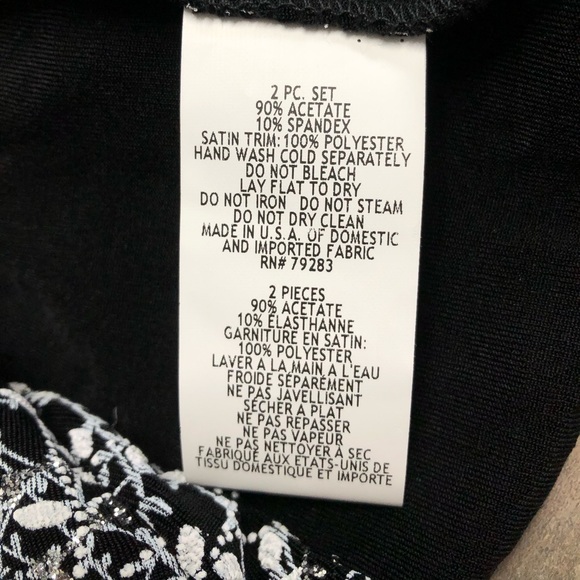 2 PC. SET
90% ACETATE
10% SPANDEX
SATIN TRIM: 100% POLYESTER
HAND WASH COLD SEPARATELY
DO NOT BLEACH
LAY FLAT TO DRY
DO NOT IRON DO NOT STEAM
DO NOT DRY CLEAN
MADE IN U.S.A. OF DOMESTIC
AND IMPORTED FABRIC
RN# 79283
2 PIECES
90% ACETATE
10% ÉLASTHANNE
GARNITURE EN SATIN:
100% POLYESTER
LAVER A LA MAIN A L'EAU
FROIDE SÉPARÉMENT
NE PAS JAVELLISANT
SÉCHER A PLAT
NE PAS REPASSER
NE PAS VAPEUR
NE PAS NETTOYER À SEC
FABRIQUÉ AUX ETATS-UNIS DE
TISSU DOMESTIQUE ET IMPORTE